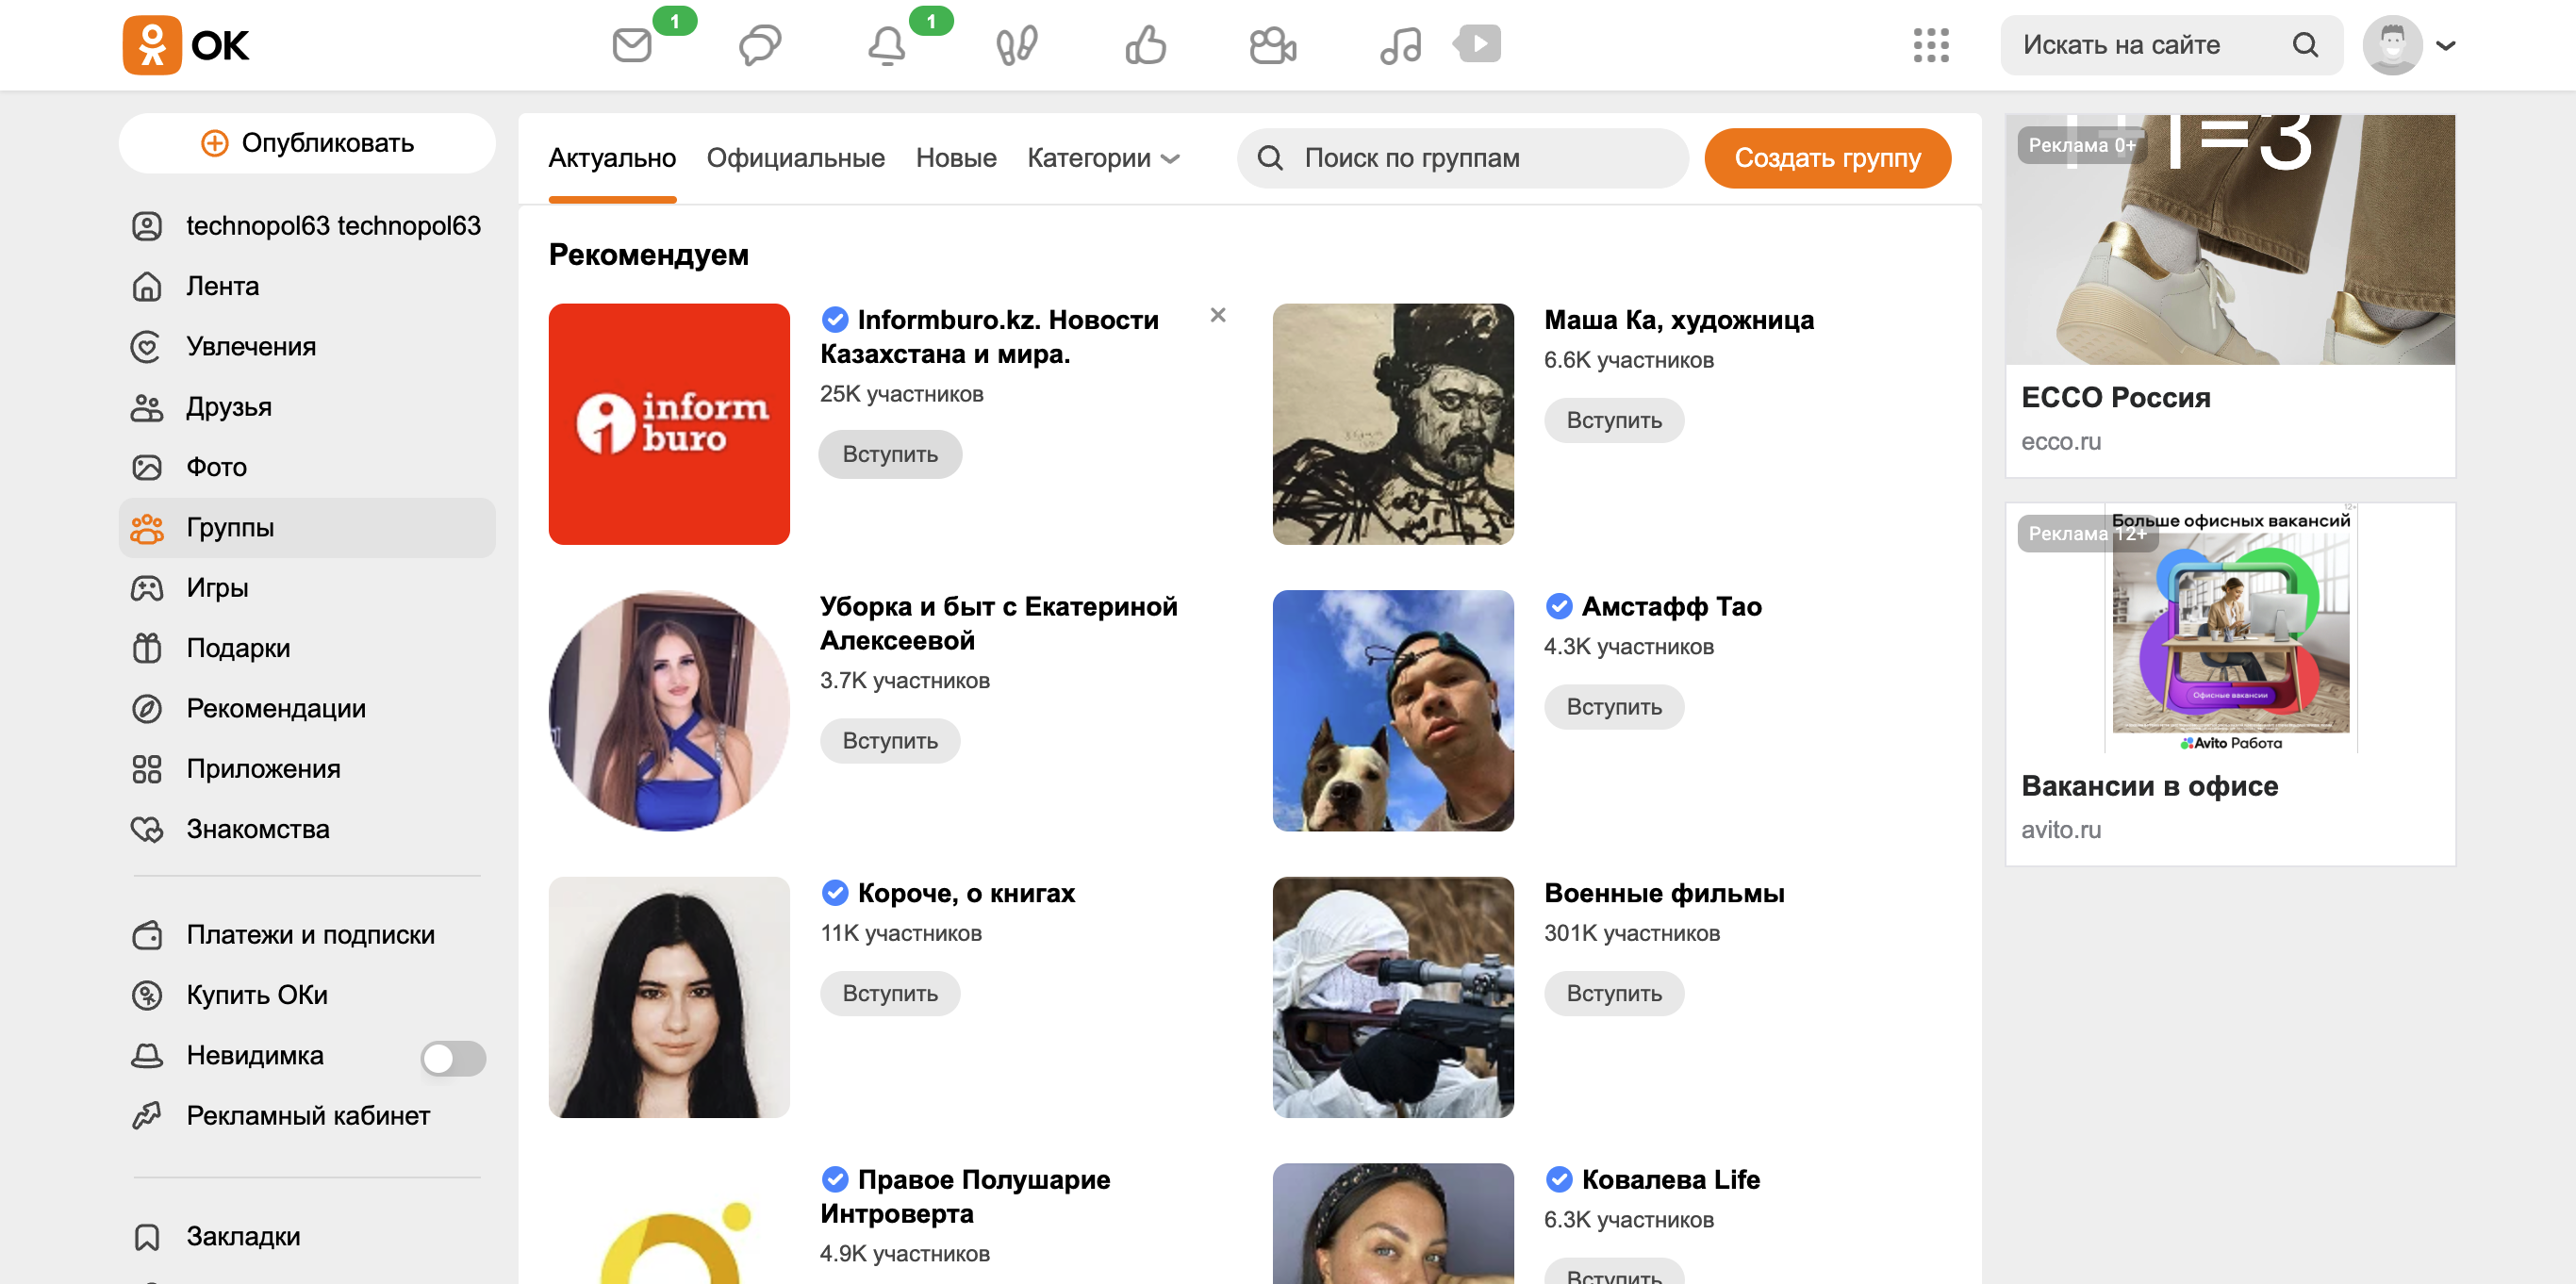 OK
1
1
Искать на сайте
Опубликовать
technopol63 technopol63
Лента
Увлечения
Друзья
Фото
Группы
Игры
Подарки
Рекомендации
Приложения
Знакомства
Платежи и подписки
Купить ОКи
Невидимка
Рекламный кабинет
Закладки
Актуально
Официальные
Новые
Категории
Поиск по группам
Создать группу
Рекомендуем
inform
buro
Informburo.kz. Новости
Казахстана и мира.
25K участников
Вступить
Маша Ка, художница
6.6K участников
Вступить
Уборка и быт с Екатериной
Алексеевой
3.7K участников
Вступить
Амстафф Тао
4.3K участников
Вступить
Короче, о книгах
11K участников
Вступить
Военные фильмы
301K участников
Вступить
Правое Полушарие
Интроверта
4.9K участников
Ковалева Life
6.3K участников
Вступить
1+1=3
Реклама 0+
ECCO Россия
ecco.ru
12+
Больше офисных вакансий
Реклама 12+
Офисные вакансии
Avito Работа
Вакансии в офисе
avito.ru